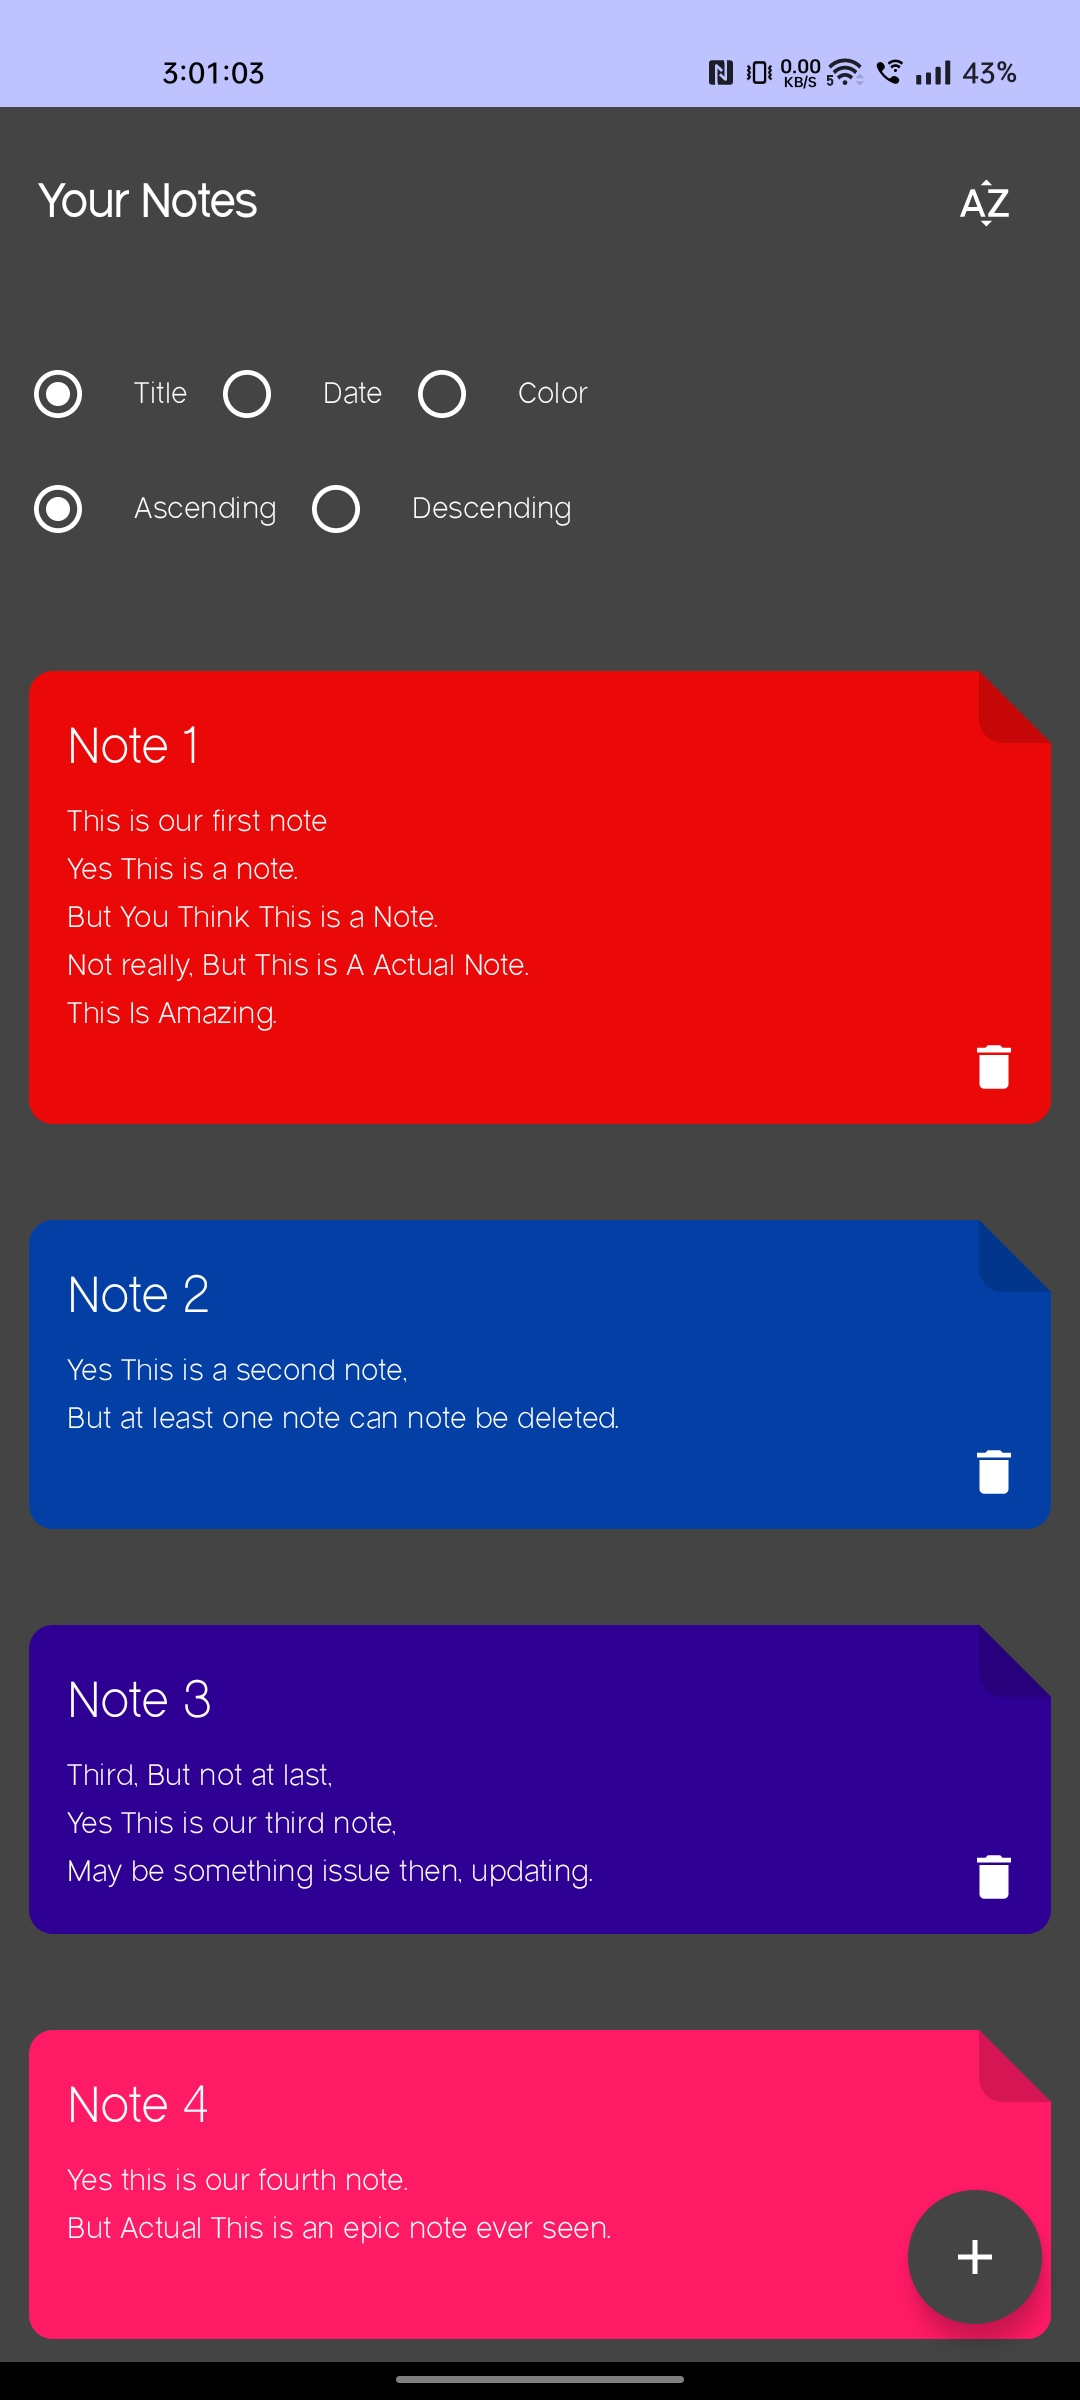 3:01:03
0.00
KB/S
5
43%
Your Notes
AZ
Title
Date
Color
Ascending
Descending
Note 1
This is our first note
Yes This is a note.
But You Think This is a Note.
Not really, But This is A Actual Note.
This Is Amazing.
Note 2
Yes This is a second note,
But at least one note can note be deleted.
Note 3
Third, But not at last,
Yes This is our third note,
May be something issue then, updating.
Note 4
Yes this is our fourth note.
But Actual This is an epic note ever seen.